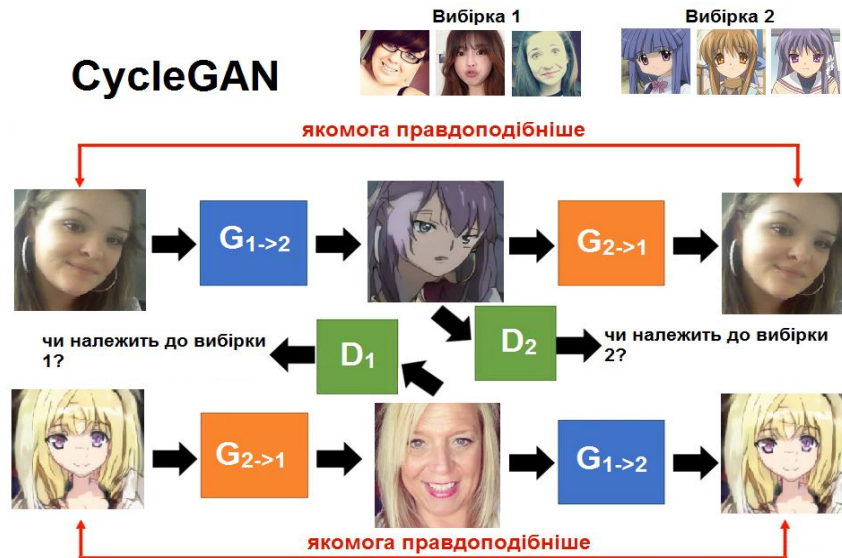 Вибірка 1
Вибірка 2
CycleGAN
якомога правдоподібніше
G1->2
G2->1
чи належить до вибірки
1?
D1
D2
чи належить до вибірки
2?
G2->1
G1->2
якомога правдоподібніше